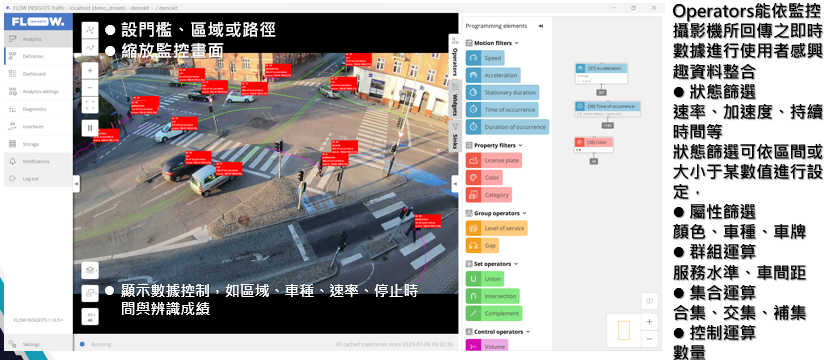 FLOW INSIGHTS Traffic - localhost (demo_stream) - demokit - / demokit
FLOW.
INSIGHTS
Analytics
Definition
Dashboard
Analytics settings
Diagnostics
Interfaces
Storage
Notifications
Log out
FLOW INSIGHTS 1.16.5
Settings
● 設門檻、區域或路徑
● 縮放監控畫面
● 顯示數據控制，如區域、車種、速率、停止時
間與辨識成績
Running
40 cached trajectories since 2023-07-06 09:53:35
Operators
Widgets
Sinks
Programming elements
Motion filters
Speed
Acceleration
Stationary duration
Time of occurrence
Duration of occurrence
Property filters
License plate
Color
Category
Group operators
Level of service
Gap
Set operators
Union
Intersection
Complement
Control operators
Volume
[37] Acceleration
[38] Time of occurrence
[35] Color
Operators能依監控
攝影機所回傳之即時
數據進行使用者感興
趣資料整合
● 狀態篩選
速率、加速度、持續
時間等
狀態篩選可依區間或
大小于某數值進行設
定，
● 屬性篩選
顏色、車種、車牌
● 群組運算
服務水準、車間距
● 集合運算
合集、交集、補集
● 控制運算
數量